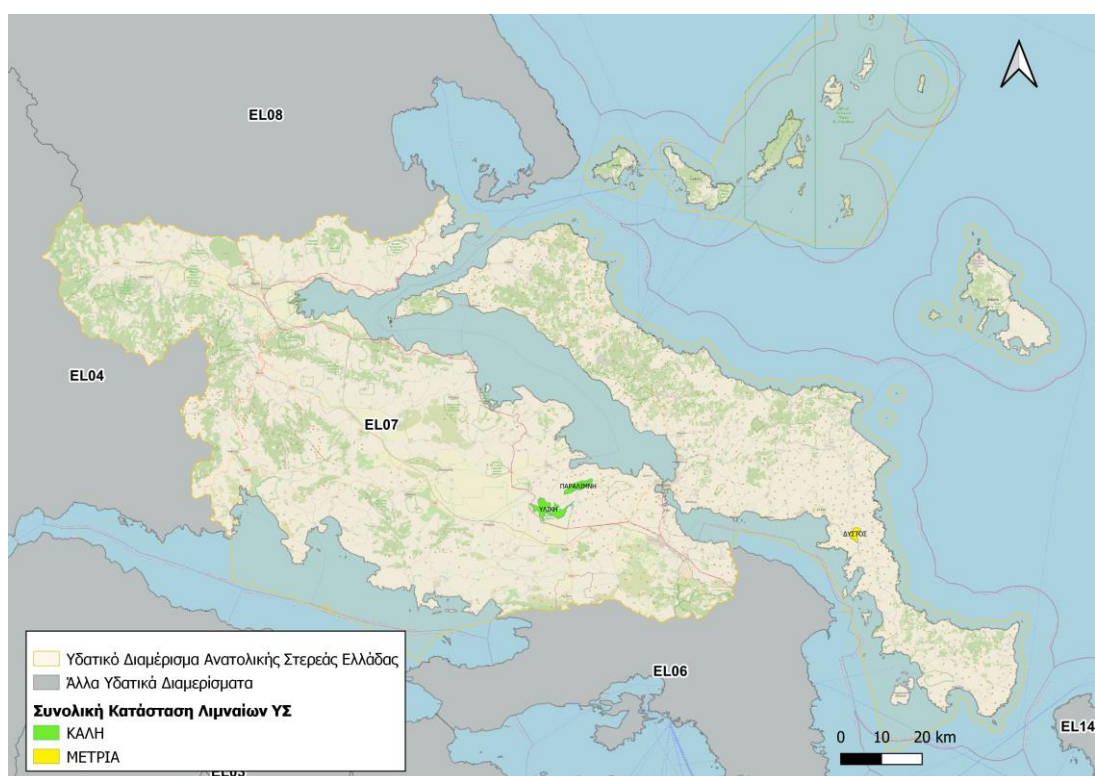 EL08
EL04
EL07
ΠΑΡΑΛΙΜΝΗ
ΥΛΙΚΗ
ΔΥΣΤΟΣ
EL06
EL14
EL05
Υδατικό Διαμέρισμα Ανατολικής Στερεάς Ελλάδας
Άλλα Υδατικά Διαμερίσματα
Συνολική Κατάσταση Λιμναίων ΥΣ
ΚΑΛΗ
ΜΕΤΡΙΑ
0 10 20 km